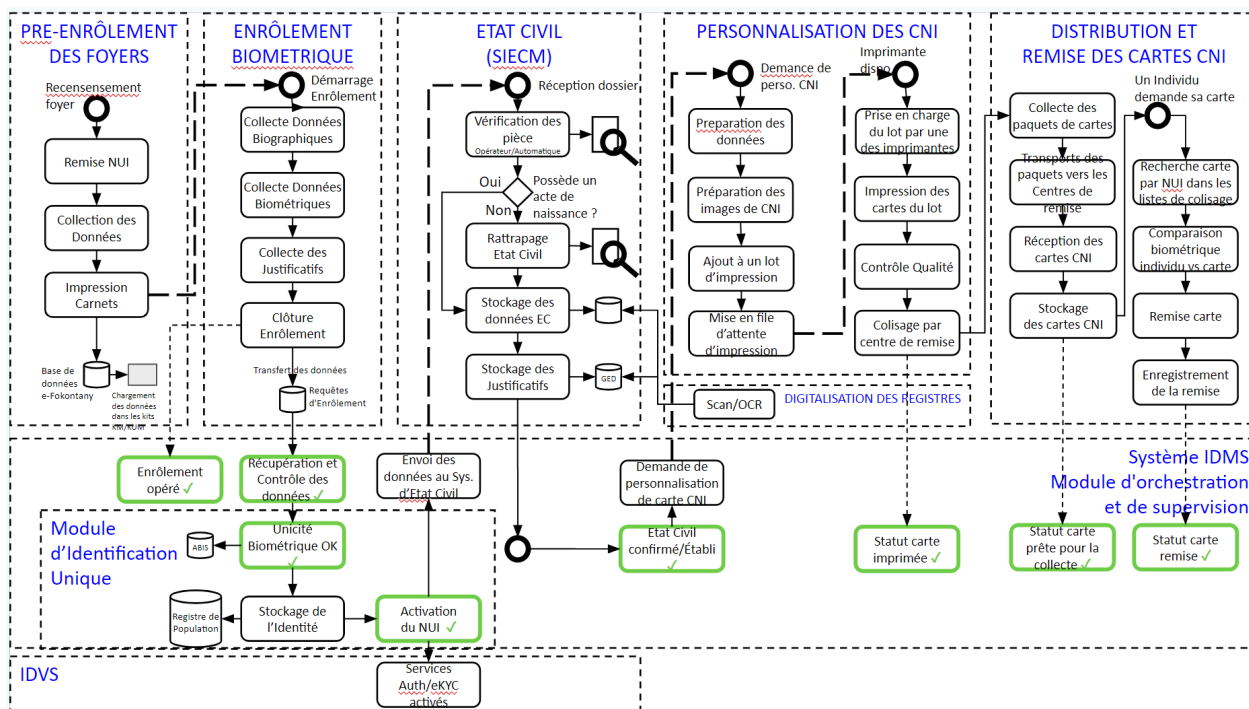 PRE-ENRÔLEMENT
DES FOYERS
Recensensement
foyer
Remise NUI
Collection des
Données
Impression
Carnets
Base de
données
e-Fokontany
Chargement
des données
dans les kits
KM/KUM
ENRÔLEMENT
BIOMETRIQUE
Démarrage
Enrôlement
Collecte Données
Biographiques
Collecte Données
Biométriques
Collecte des
Justificatifs
Clôture
Enrôlement
Transfert des données
Requêtes
d'Enrôlement
ETAT CIVIL
(SIECM)
Réception dossier
Vérification des
pièce
Opérateur/Automatique
Oui
Non
Possède un
acte de
naissance ?
Rattrapage
Etat Civil
Stockage des
données EC
Stockage des
Justificatifs
GED
PERSONNALISATION DES CNI
Demance de
perso. CNI
Preparation des
données
Préparation des
images de CNI
Ajout à un lot
d'impression
Mise en file
d'attente
d'impression
Imprimante
dispo
Prise en charge
du lot par une
des imprimantes
Impression des
cartes du lot
Contrôle Qualité
Colisage par
centre de remise
Scan/OCR
DIGITALISATION DES REGISTRES
DISTRIBUTION ET
REMISE DES CARTES CNI
Un Individu
demande sa carte
Collecte des
paquets de cartes
Transports des
paquets vers les
Centres de
remise
Réception des
cartes CNI
Stockage
des cartes CNI
Recherche carte
par NUI dans les
listes de colisage
Comparaison
biométrique
individu vs carte
Remise carte
Enregistrement
de la remise
Système IDMS
Module d'orchestration
et de supervision
Enrôlement
opéré ✓
Récupération et
Contrôle des
données ✓
Envoi des
données au Sys.
d'Etat Civil
Demande de
personnalisation
de carte CNI
Etat Civil
confirmé/Établi
✓
Statut carte
imprimée ✓
Statut carte
prête pour la
collecte ✓
Statut carte
remise ✓
Module
d'Identification
Unique
ABIS
Unicité
Biométrique OK
✓
Registre de
Population
Stockage de
l'Identité
Activation
du NUI ✓
IDVS
Services
Auth/eKYC
activés